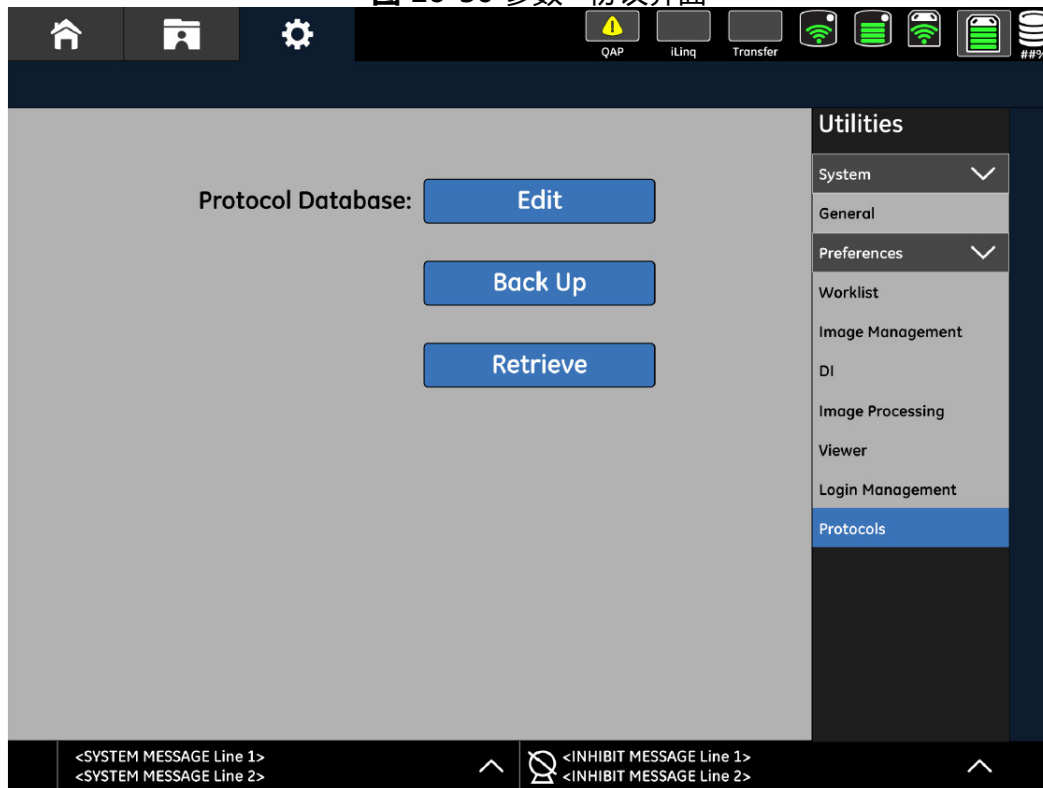 QAP
iLinq
Transfer
Utilities
System
Protocol Database:
Edit
General
Preferences
Back Up
Worklist
Image Management
Retrieve
DI
Image Processing
Viewer
Login Management
Protocols
<SYSTEM MESSAGE Line 1>
<SYSTEM MESSAGE Line 2>
<INHIBIT MESSAGE Line 1>
<INHIBIT MESSAGE Line 2>